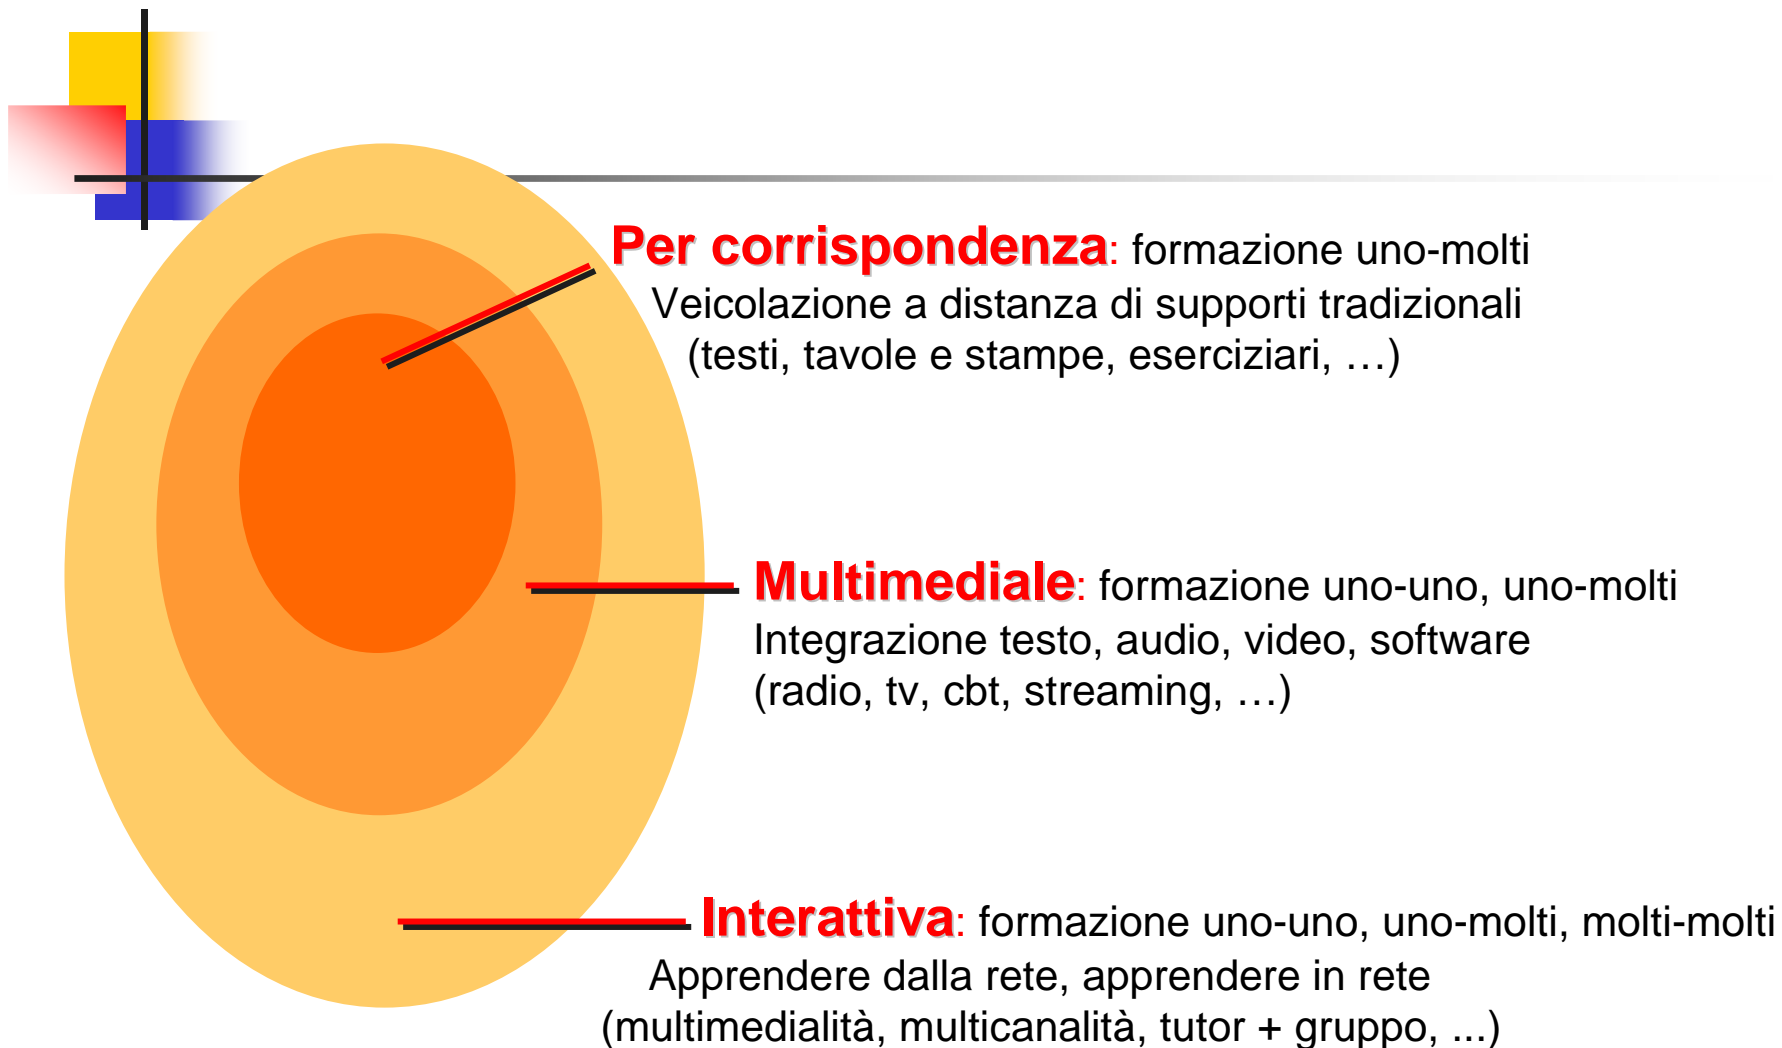 Per corrispondenza: formazione uno-molti
Veicolazione a distanza di supporti tradizionali
(testi, tavole e stampe, eserciziari, …)
Multimediale: formazione uno-uno, uno-molti
Integrazione testo, audio, video, software
(radio, tv, cbt, streaming, …)
Interattiva: formazione uno-uno, uno-molti, molti-molti
Apprendere dalla rete, apprendere in rete
(multimedialità, multicanalità, tutor + gruppo, ...)